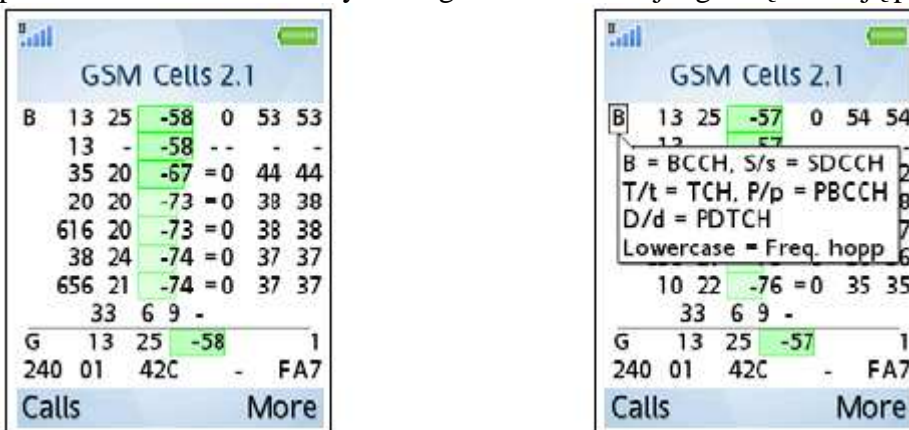 GSM Cells 2.1
B 13 25 -58 0 53 53
13 - -58 - - - -
35 20 -67 =0 44 44
20 20 -73 =0 38 38
616 20 -73 =0 38 38
38 24 -74 =0 37 37
656 21 -74 =0 37 37
33 6 9 -
G 13 25 -58 1
240 01 42C - FA7
Calls More
GSM Cells 2.1
B 13 25 -57 0 54 54
B = BCCH, S/s = SDCCH
T/t = TCH, P/p = PBCCH
D/d = PDTCH
Lowercase = Freq. hopp
10 22 -76 =0 35 35
33 6 9 -
G 13 25 -57 1
240 01 42C - FA7
Calls More